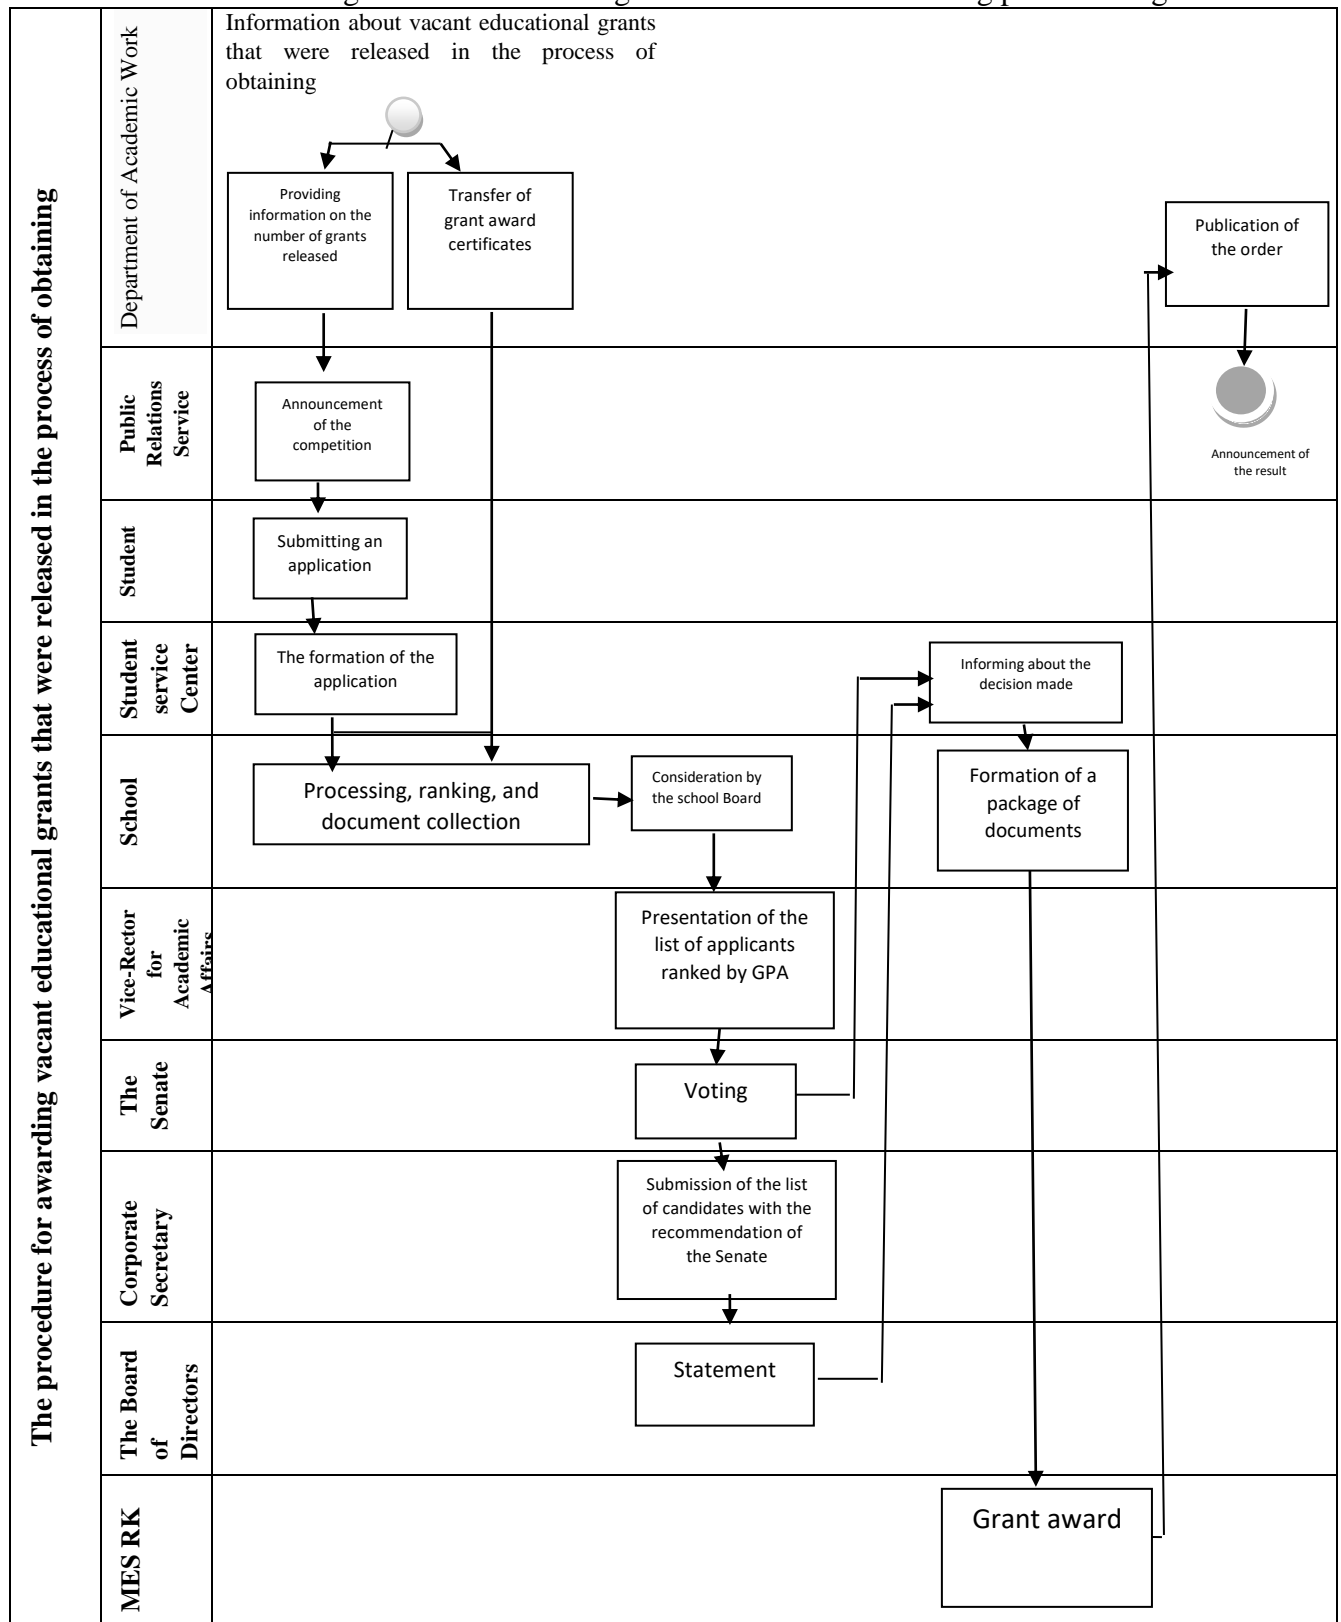 Information about vacant educational grants
that were released in the process of
obtaining
The procedure for awarding vacant educational grants that were released in the process of obtaining
Department of Academic Work
Providing
information on the
number of grants
released
Transfer of
grant award
certificates
Publication of
the order
Public
Relations
Service
Announcement
of the
competition
Announcement of
the result
Student
Submitting an
application
Student
service
Center
The formation of the
application
Informing about the
decision made
School
Processing, ranking, and
document collection
Consideration by
the school Board
Formation of a
package of
documents
Vice-Rector
for
Academic
Affairs
Presentation of the
list of applicants
ranked by GPA
The
Senate
Voting
Corporate
Secretary
Submission of the list
of candidates with the
recommendation of
the Senate
The Board
of
Directors
Statement
MES RK
Grant award